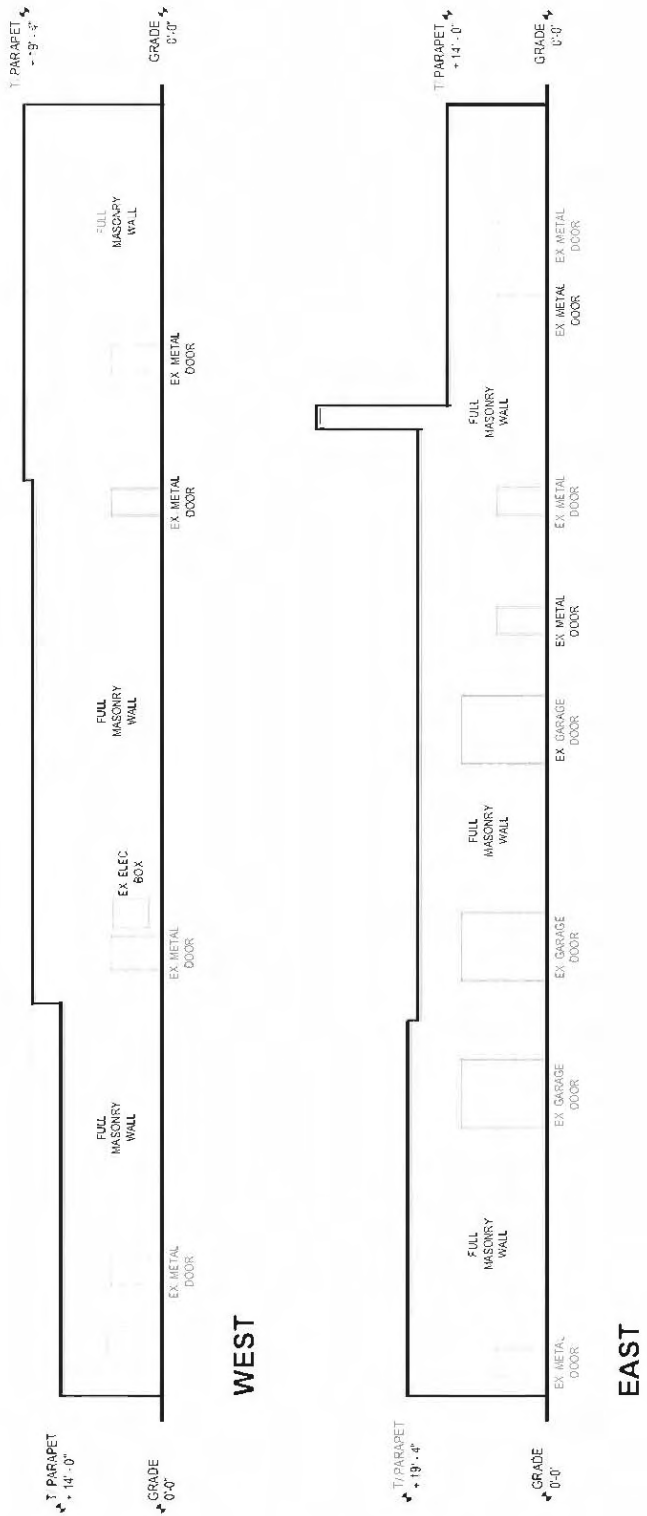 T/ PARAPET
+ 14' - 0"
GRADE
0'-0"
FULL
MASONRY
WALL
EX METAL
DOOR
EX METAL
DOOR
EX ELEC
BOX
FULL
MASONRY
WALL
EX METAL
DOOR
EX METAL
DOOR
FULL
MASONRY
WALL
T/ PARAPET
+ 19' - 4"
GRADE
0'-0"
WEST
T/ PARAPET
+ 19' - 4"
GRADE
0'-0"
EX METAL
DOOR
FULL
MASONRY
WALL
EX GARAGE
DOOR
EX GARAGE
DOOR
FULL
MASONRY
WALL
EX GARAGE
DOOR
EX METAL
DOOR
EX METAL
DOOR
FULL
MASONRY
WALL
EX METAL
DOOR
EX METAL
DOOR
T/ PARAPET
+ 14' - 0"
GRADE
0'-0"
EAST